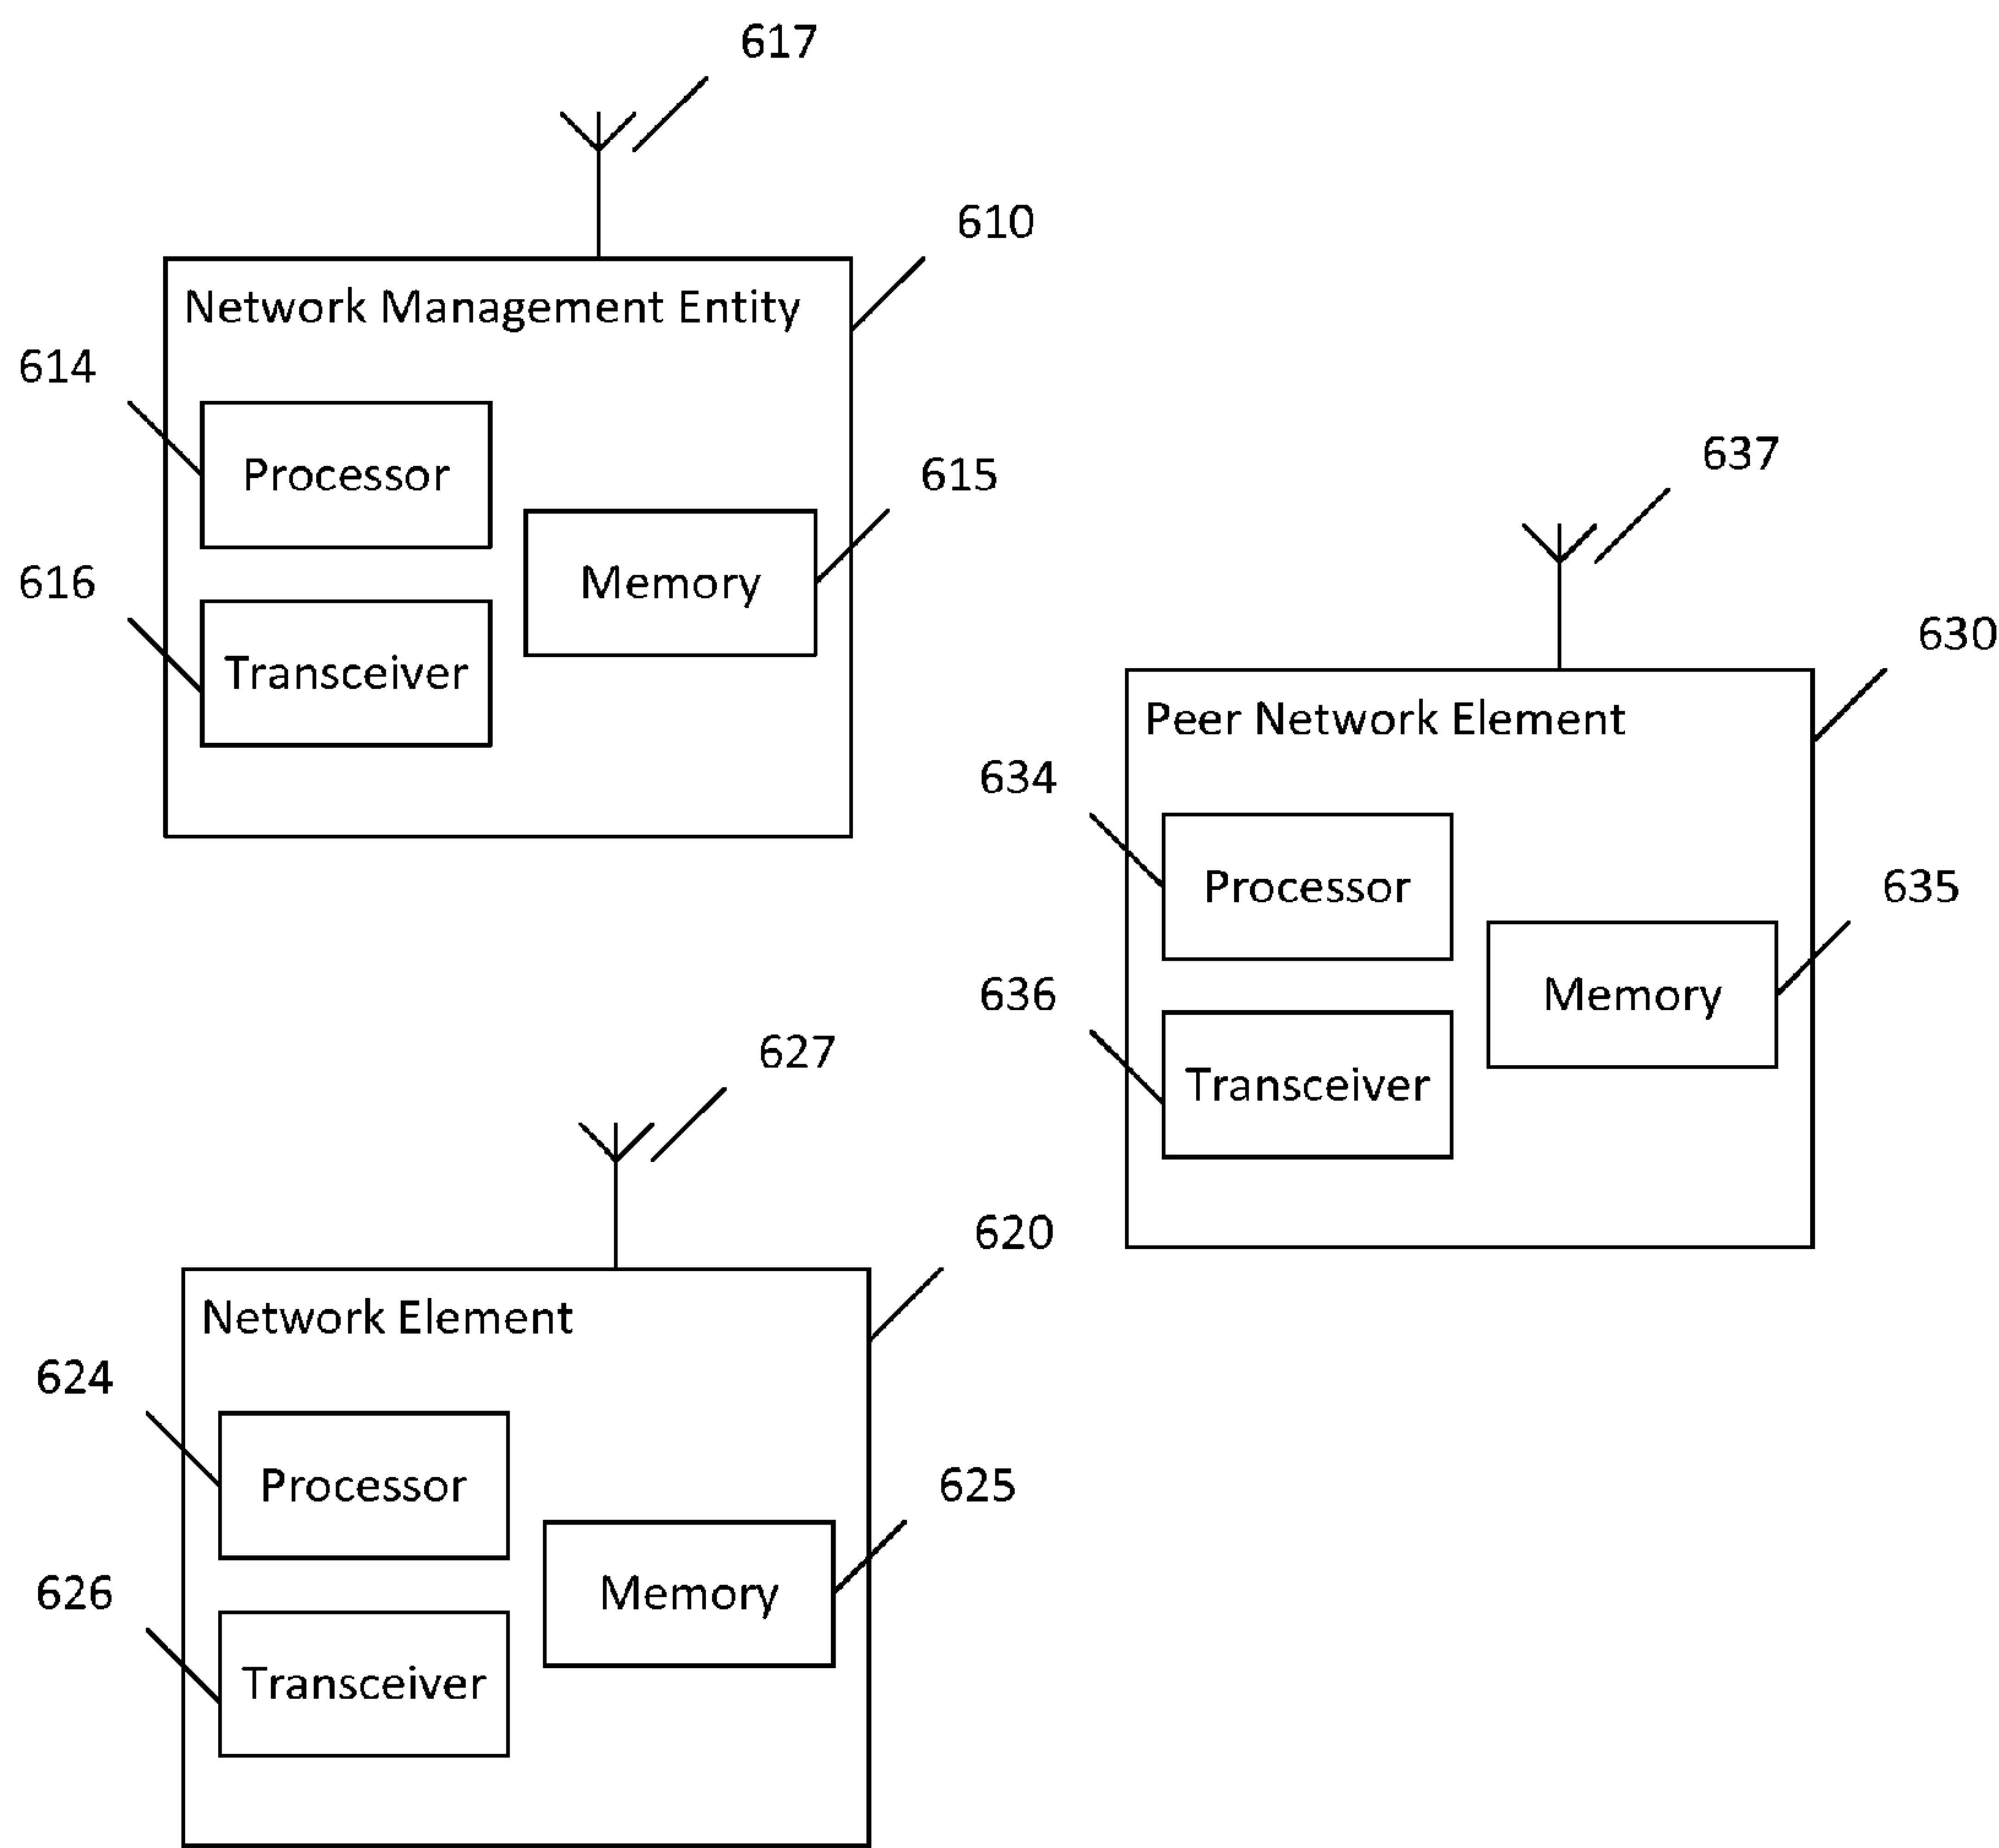 617
610
Network Management Entity
614
Processor
615
616
Memory
Transceiver
637
630
Peer Network Element
634
Processor
635
636
Memory
Transceiver
627
620
Network Element
624
Processor
625
626
Memory
Transceiver